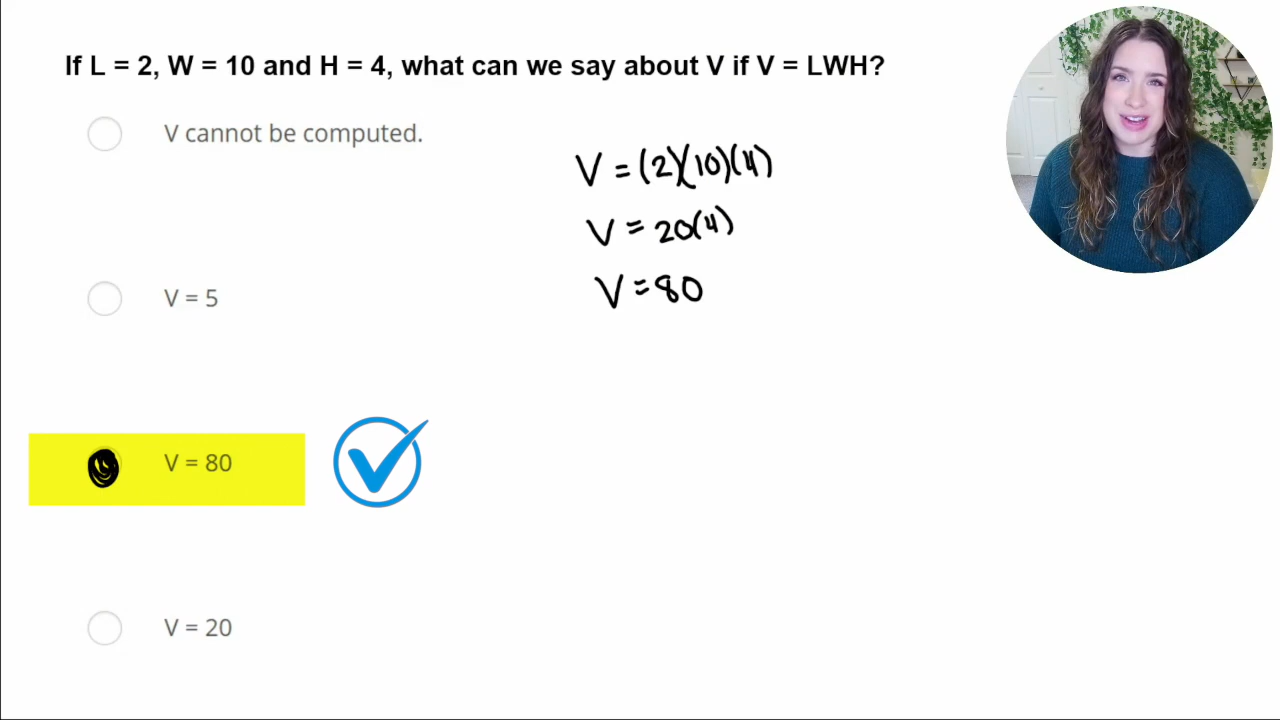 If L = 2, W = 10 and H = 4, what can we say about V if V = LWH?
V cannot be computed.
V = (2)(10)(4)
V = 20(4)
V = 5
V = 80
V = 80
V = 20